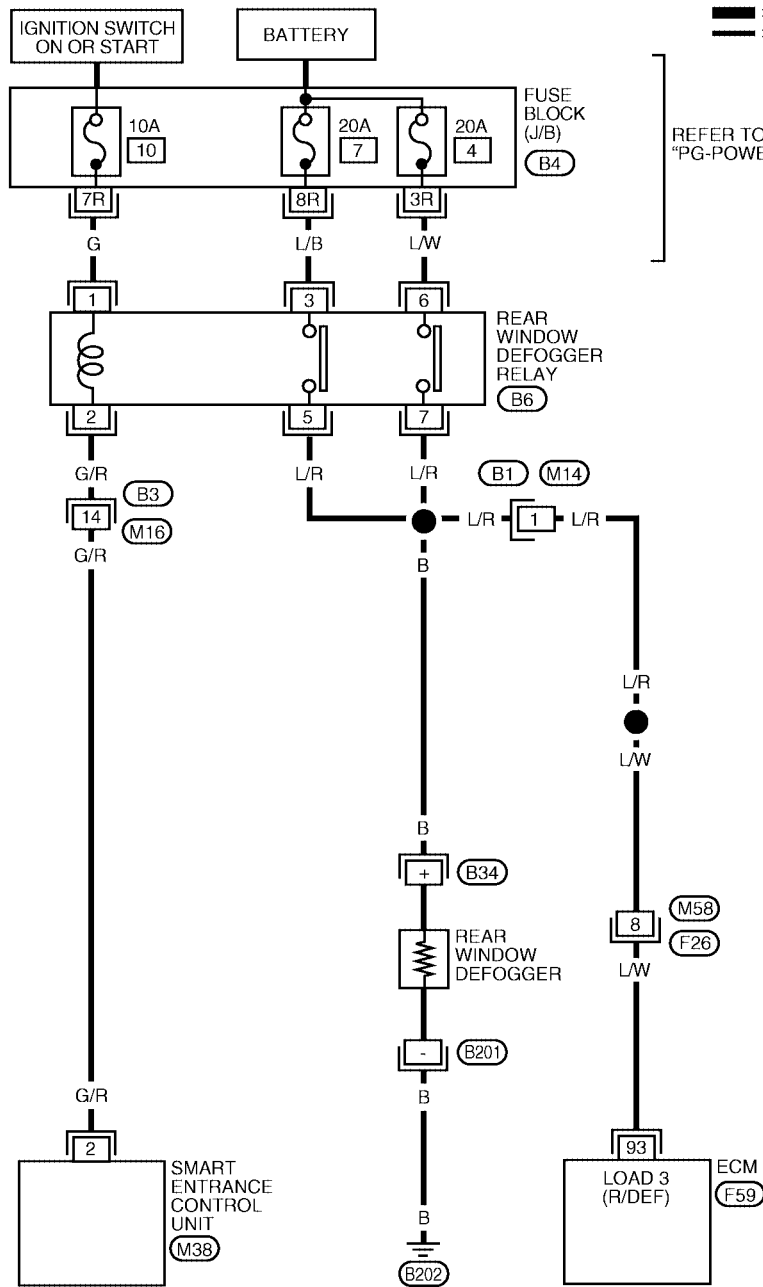 IGNITION SWITCH
ON OR START
BATTERY
10A
10
20A
7
20A
4
FUSE
BLOCK
(J/B)
B4
REFER TO
"PG-POWE
7R
8R
3R
G
L/B
L/W
1
3
6
REAR
WINDOW
DEFOGGER
RELAY
B6
2
5
7
G/R
L/R
L/R
B1
M14
B3
14
M16
L/R
1
L/R
G/R
B
L/R
L/W
B
+
B34
M58
8
F26
REAR
WINDOW
DEFOGGER
L/W
-
B201
G/R
B
2
93
SMART
ENTRANCE
CONTROL
UNIT
M38
LOAD 3
(R/DEF)
ECM
F59
B
B202